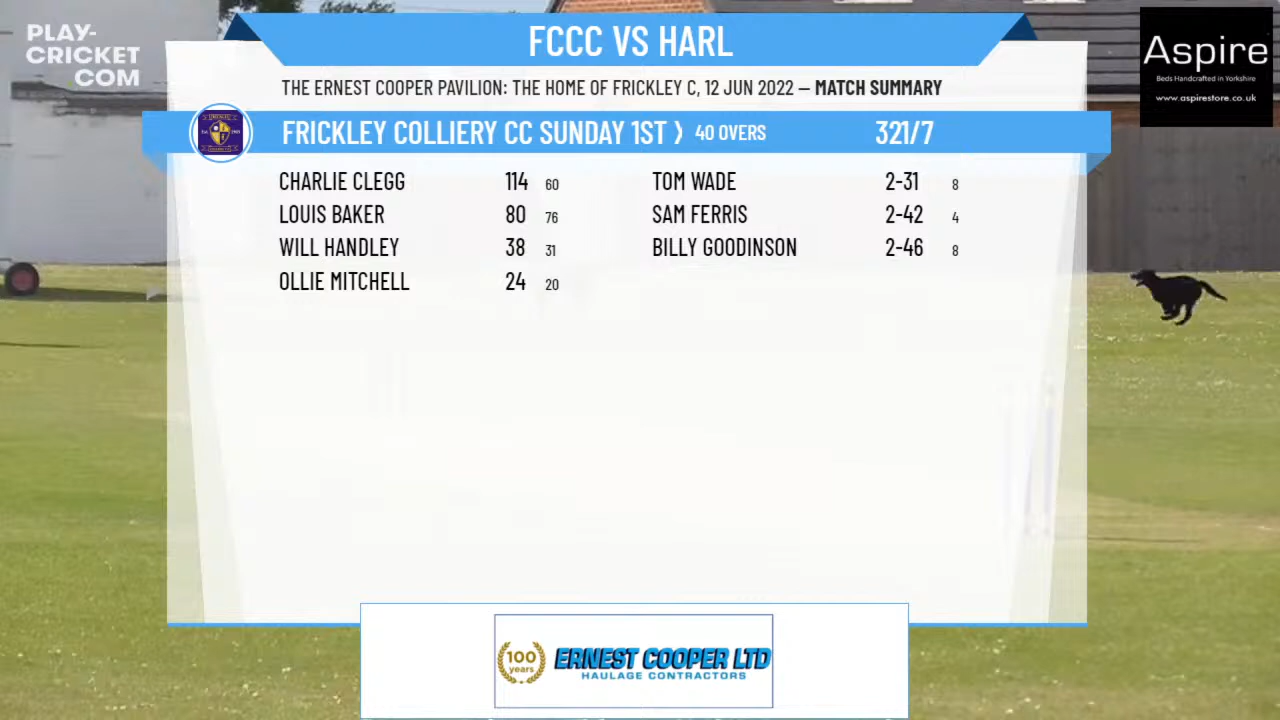 PLAY-
CRICKET
COM
FCCC VS HARL
Aspire
Beds Handcrafted in Yorkshire
www.aspirestore.co.uk
THE ERNEST COOPER PAVILION: THE HOME OF FRICKLEY C, 12 JUN 2022 – MATCH SUMMARY
FRICKLEY COLLIERY CC SUNDAY 1ST ❭ 40 OVERS 321/7
CHARLIE CLEGG 114 60 TOM WADE 2-31 8
LOUIS BAKER 80 76 SAM FERRIS 2-42 4
WILL HANDLEY 38 31 BILLY GOODINSON 2-46 8
OLLIE MITCHELL 24 20
100 years ERNEST COOPER LTD
HAULAGE CONTRACTORS